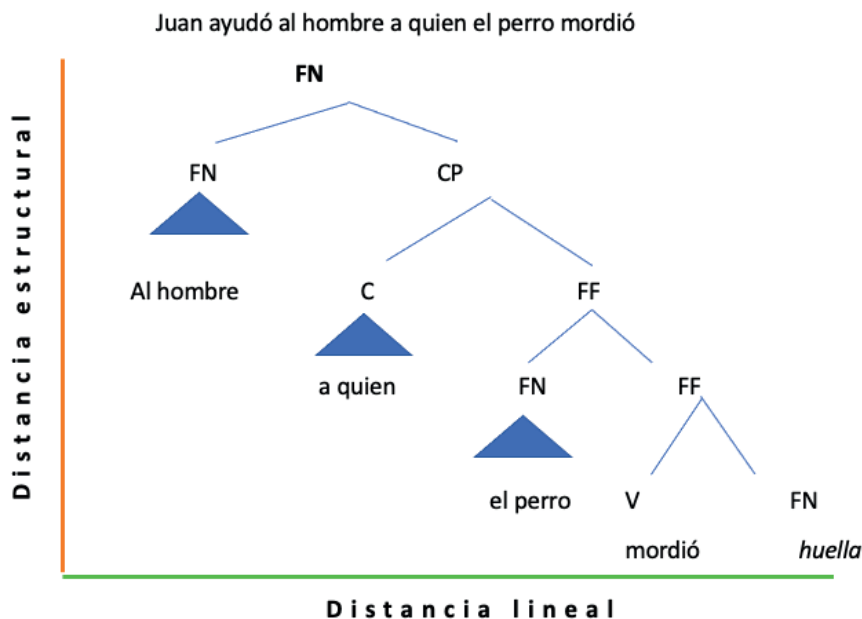 Juan ayudó al hombre a quien el perro mordió
FN
FN CP
Al hombre C FF
a quien FN FF
el perro V FN
mordió huella
Distancia estructural
Distancia lineal